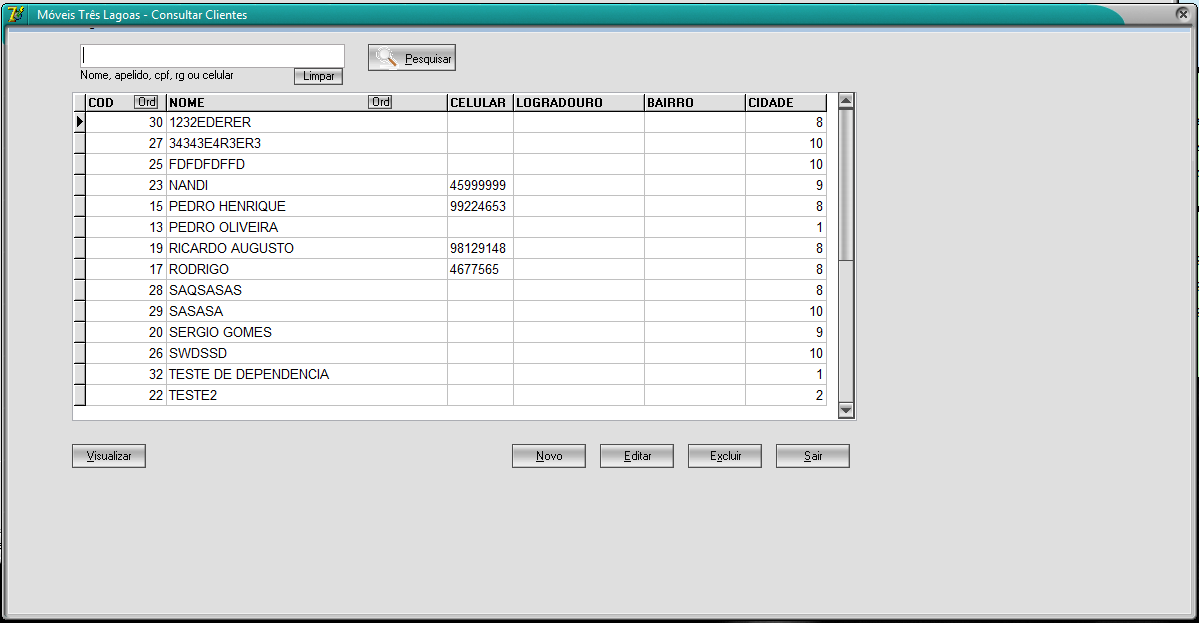 Móveis Três Lagoas - Consultar Clientes
Pesquisar
Nome, apelido, cpf, rg ou celular Limpar
COD Ord NOME Ord CELULAR LOGRADOURO BAIRRO CIDADE
30 1232EDERER 8
27 34343E4R3ER3 10
25 FDFDFDFFD 10
23 NANDI 45999999 9
15 PEDRO HENRIQUE 99224653 8
13 PEDRO OLIVEIRA 1
19 RICARDO AUGUSTO 98129148 8
17 RODRIGO 4677565 8
28 SAQSASAS 8
29 SASASA 10
20 SERGIO GOMES 9
26 SWDSSD 10
32 TESTE DE DEPENDENCIA 1
22 TESTE2 2
Visualizar Novo Editar Excluir Sair